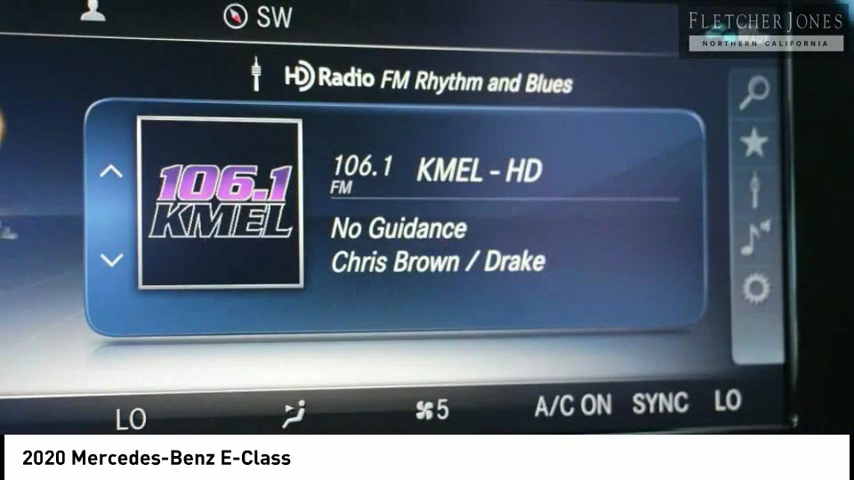 SW
FLETCHER JONES
NORTHERN CALIFORNIA
HD Radio FM Rhythm and Blues
106.1
KMEL
106.1 KMEL - HD
FM
No Guidance
Chris Brown / Drake
LO 5 A/C ON SYNC LO
2020 Mercedes-Benz E-Class